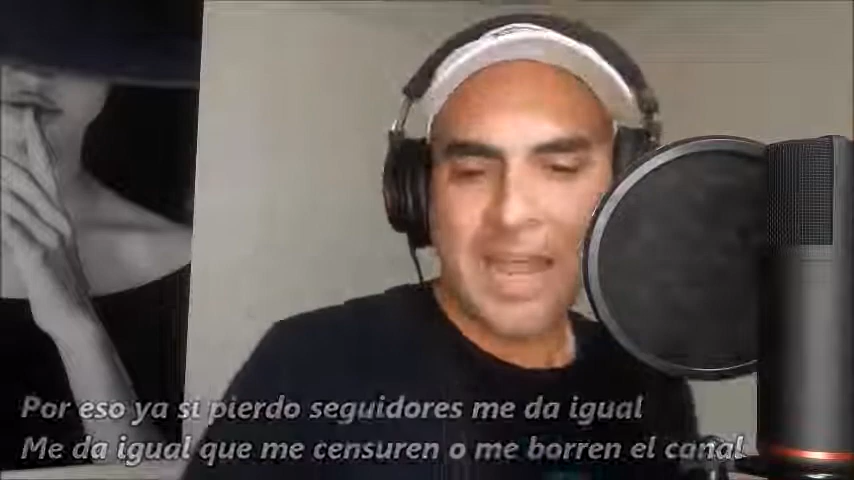 Por eso ya si pierdo seguidores me da igual
Me da igual que me censuren o me borren el canal